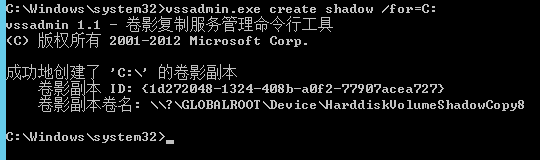 C:\Windows\system32>vssadmin.exe create shadow /for=C:
vssadmin 1.1 - 卷影复制服务管理命令行工具
(C) 版权所有 2001-2012 Microsoft Corp.
成功地创建了 'C:\' 的卷影副本
卷影副本 ID: {1d272048-1324-408b-a0f2-77907acea727}
卷影副本卷名: \\?\GLOBALROOT\Device\HarddiskVolumeShadowCopy8
C:\Windows\system32>_